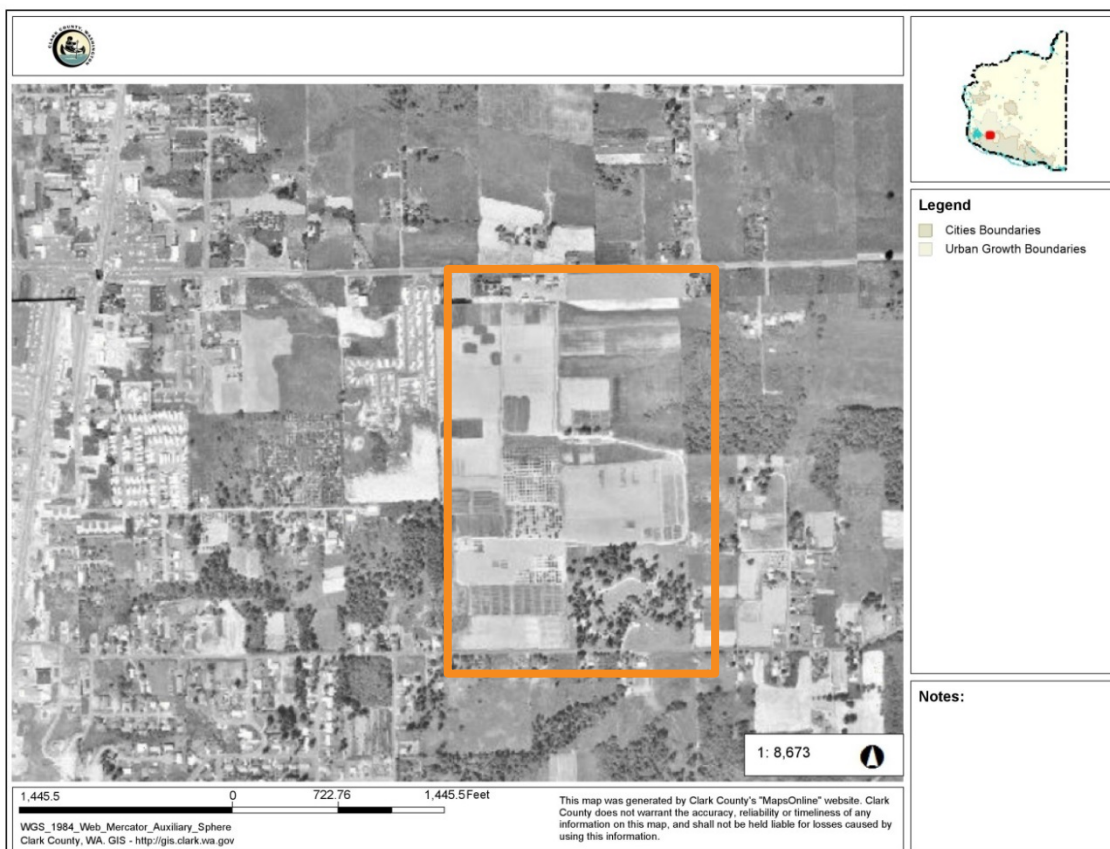 CLARK COUNTY, WASHINGTON
Legend
Cities Boundaries
Urban Growth Boundaries
Notes:
1: 8,673
1,445.5
0
722.76
1,445.5 Feet
WGS_1984_Web_Mercator_Auxiliary_Sphere
Clark County, WA. GIS - http://gis.clark.wa.gov
This map was generated by Clark County's "MapsOnline" website. Clark
County does not warrant the accuracy, reliability or timeliness of any
information on this map, and shall not be held liable for losses caused by
using this information.